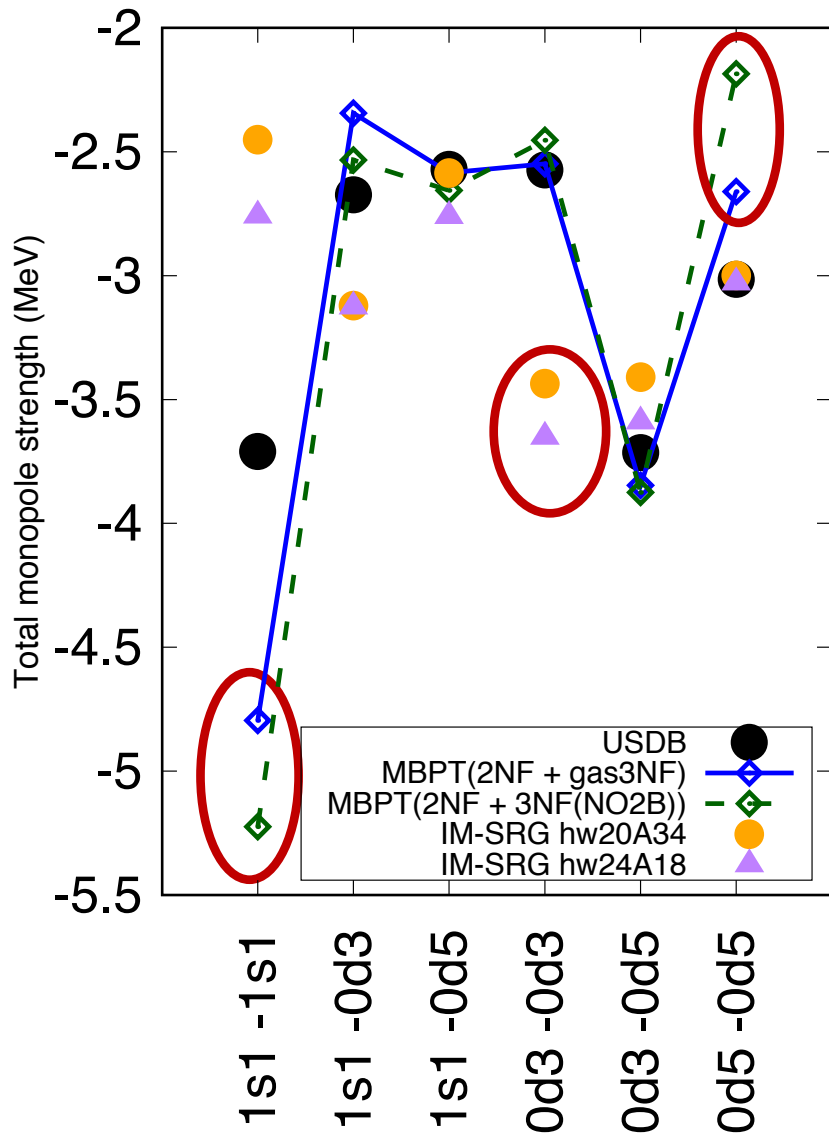 -2
-2.5
-3
-3.5
-4
-4.5
-5
-5.5
Total monopole strength (MeV)
USDB
MBPT(2NF + gas3NF)
MBPT(2NF + 3NF(NO2B))
IM-SRG hw20A34
IM-SRG hw24A18
1s1 -1s1
1s1 -0d3
1s1 -0d5
0d3 -0d3
0d3 -0d5
0d5 -0d5